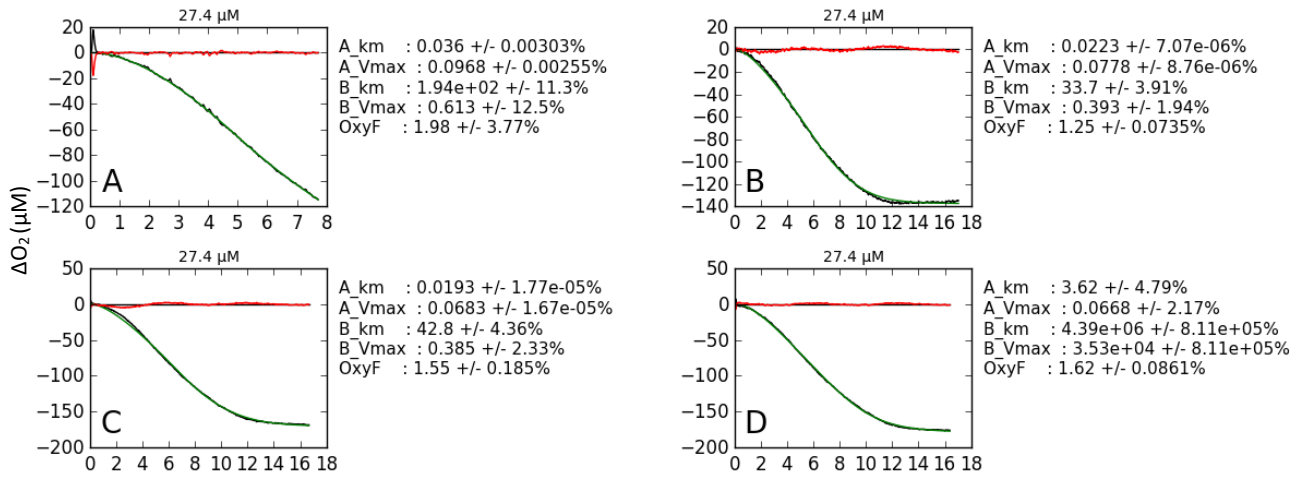 ΔO₂ (μM)
27.4 μM
20
0
−20
−40
−60
−80
−100
−120
0 1 2 3 4 5 6 7 8
A
A_km : 0.036 +/- 0.00303%
A_Vmax : 0.0968 +/- 0.00255%
B_km : 1.94e+02 +/- 11.3%
B_Vmax : 0.613 +/- 12.5%
OxyF : 1.98 +/- 3.77%
27.4 μM
20
0
−20
−40
−60
−80
−100
−120
−140
0 2 4 6 8 10 12 14 16 18
B
A_km : 0.0223 +/- 7.07e-06%
A_Vmax : 0.0778 +/- 8.76e-06%
B_km : 33.7 +/- 3.91%
B_Vmax : 0.393 +/- 1.94%
OxyF : 1.25 +/- 0.0735%
27.4 μM
50
0
−50
−100
−150
−200
0 2 4 6 8 10 12 14 16 18
C
A_km : 0.0193 +/- 1.77e-05%
A_Vmax : 0.0683 +/- 1.67e-05%
B_km : 42.8 +/- 4.36%
B_Vmax : 0.385 +/- 2.33%
OxyF : 1.55 +/- 0.185%
27.4 μM
50
0
−50
−100
−150
−200
0 2 4 6 8 10 12 14 16 18
D
A_km : 3.62 +/- 4.79%
A_Vmax : 0.0668 +/- 2.17%
B_km : 4.39e+06 +/- 8.11e+05%
B_Vmax : 3.53e+04 +/- 8.11e+05%
OxyF : 1.62 +/- 0.0861%